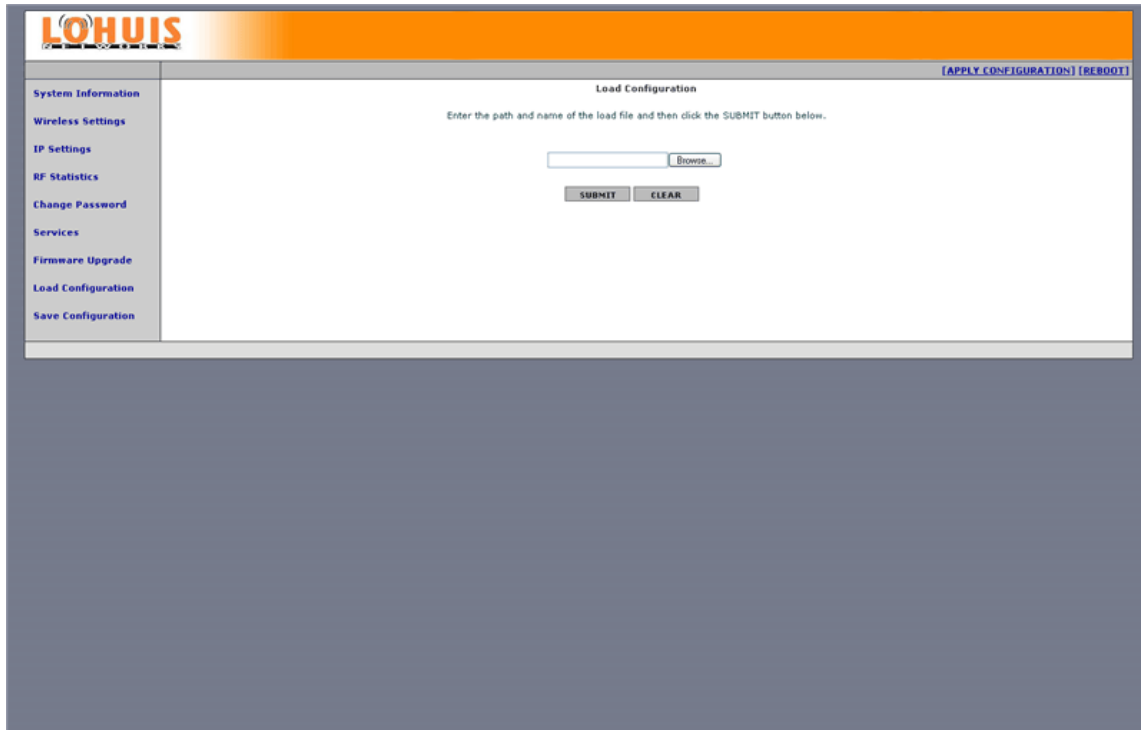 LOHUIS
NETWORKS
[APPLY CONFIGURATION] [REBOOT]
System Information
Wireless Settings
IP Settings
RF Statistics
Change Password
Services
Firmware Upgrade
Load Configuration
Save Configuration
Load Configuration
Enter the path and name of the load file and then click the SUBMIT button below.
Browse...
SUBMIT CLEAR